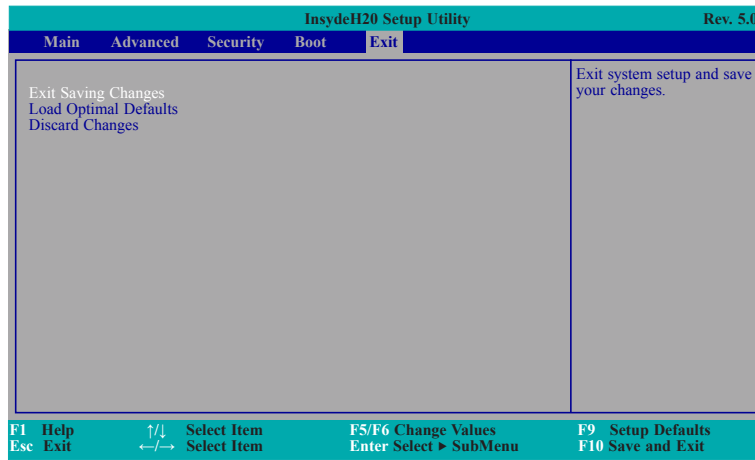 InsydeH20 Setup Utility Rev. 5.0
Main Advanced Security Boot Exit
Exit Saving Changes
Load Optimal Defaults
Discard Changes
Exit system setup and save
your changes.
F1 Help ↑/↓ Select Item F5/F6 Change Values F9 Setup Defaults
Esc Exit ←/→ Select Item Enter Select ► SubMenu F10 Save and Exit